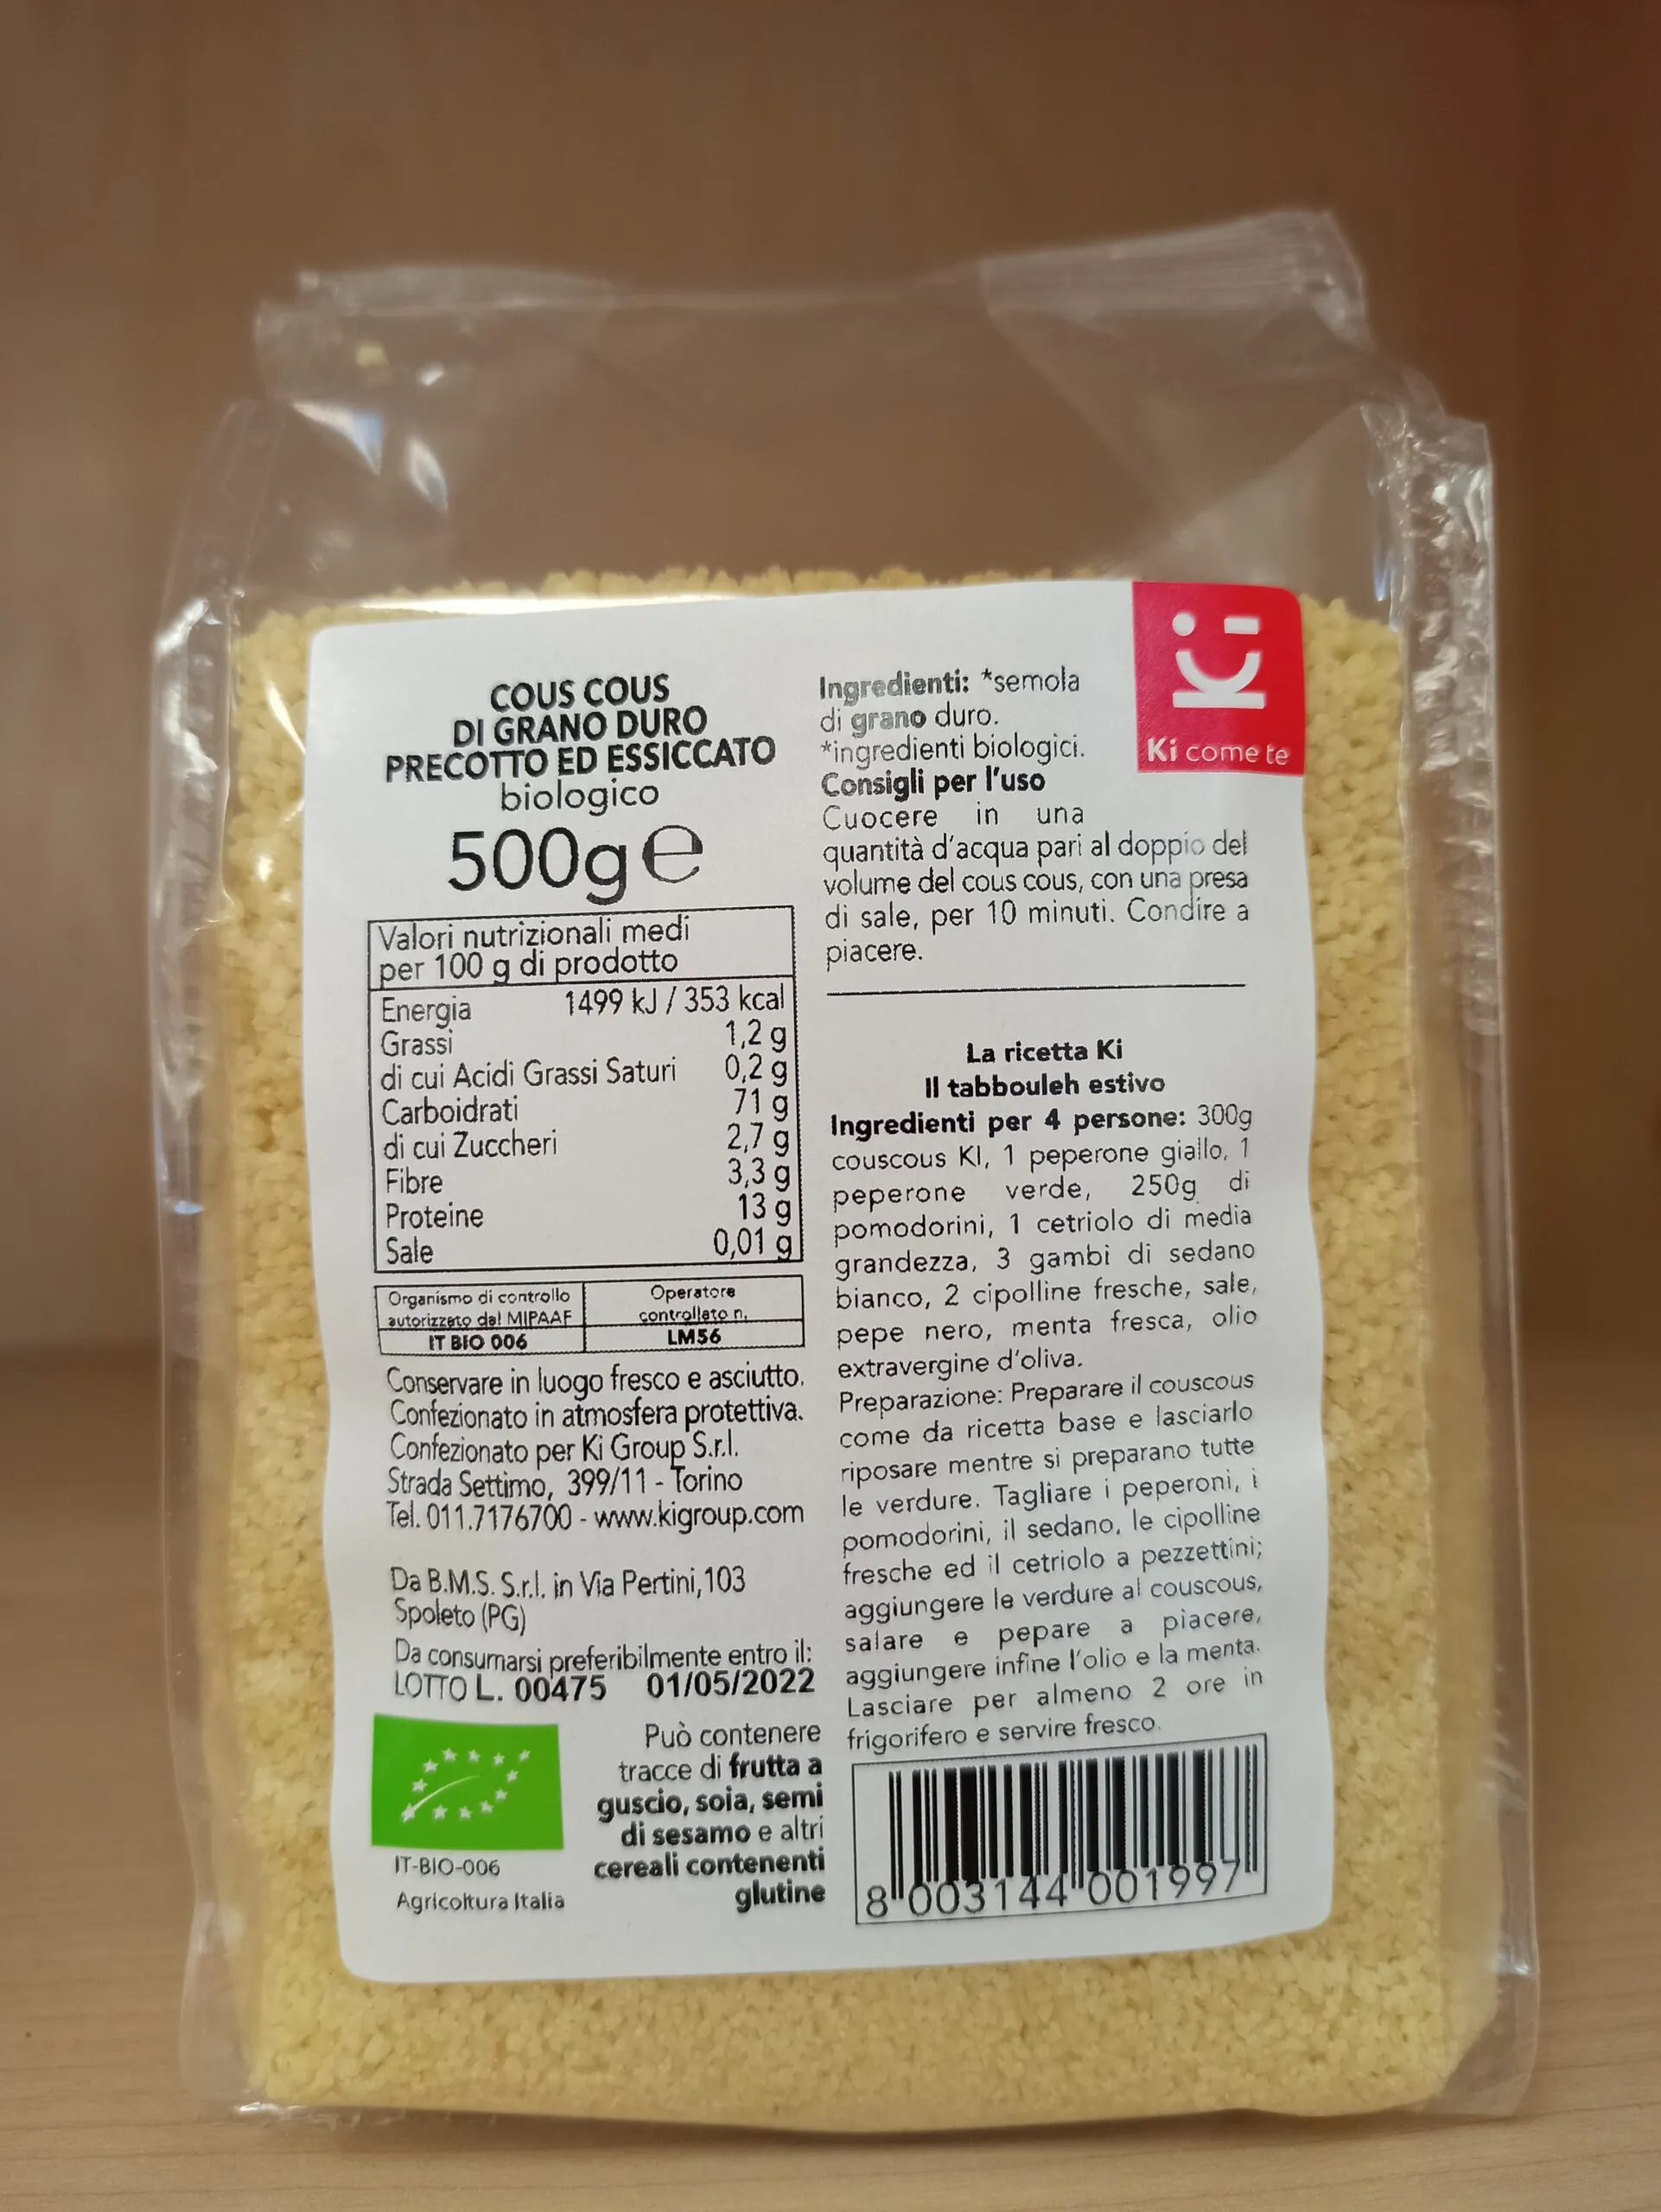 COUS COUS
DI GRANO DURO
PRECOTTO ED ESSICCATO
biologico
500g e
Valori nutrizionali medi
per 100 g di prodotto
Energia 1499 kJ / 353 kcal
Grassi 1,2 g
di cui Acidi Grassi Saturi 0,2 g
Carboidrati 71 g
di cui Zuccheri 2,7 g
Fibre 3,3 g
Proteine 13 g
Sale 0,01 g
Organismo di controllo
autorizzato dal MIPAAF
IT BIO 006
Operatore
controllato n.
LM56
Conservare in luogo fresco e asciutto.
Confezionato in atmosfera protettiva.
Confezionato per Ki Group S.r.l.
Strada Settimo, 399/11 - Torino
Tel. 011.7176700 - www.kigroup.com
Da B.M.S. S.r.l. in Via Pertini,103
Spoleto (PG)
Da consumarsi preferibilmente entro il:
LOTTO L. 00475 01/05/2022
IT-BIO-006
Agricoltura Italia
Può contenere
tracce di frutta a
guscio, soia, semi
di sesamo e altri
cereali contenenti
glutine
Ingredienti: *semola
di grano duro.
*ingredienti biologici.
Consigli per l'uso
Cuocere in una
quantità d'acqua pari al doppio del
volume del cous cous, con una presa
di sale, per 10 minuti. Condire a
piacere.
Ki
Ki come te
La ricetta Ki
Il tabbouleh estivo
Ingredienti per 4 persone: 300g
couscous KI, 1 peperone giallo, 1
peperone verde, 250g di
pomodorini, 1 cetriolo di media
grandezza, 3 gambi di sedano
bianco, 2 cipolline fresche, sale,
pepe nero, menta fresca, olio
extravergine d'oliva.
Preparazione: Preparare il couscous
come da ricetta base e lasciarlo
riposare mentre si preparano tutte
le verdure. Tagliare i peperoni, i
pomodorini, il sedano, le cipolline
fresche ed il cetriolo a pezzettini;
aggiungere le verdure al couscous,
salare e pepare a piacere,
aggiungere infine l'olio e la menta.
Lasciare per almeno 2 ore in
frigorifero e servire fresco.
8 003144 001997